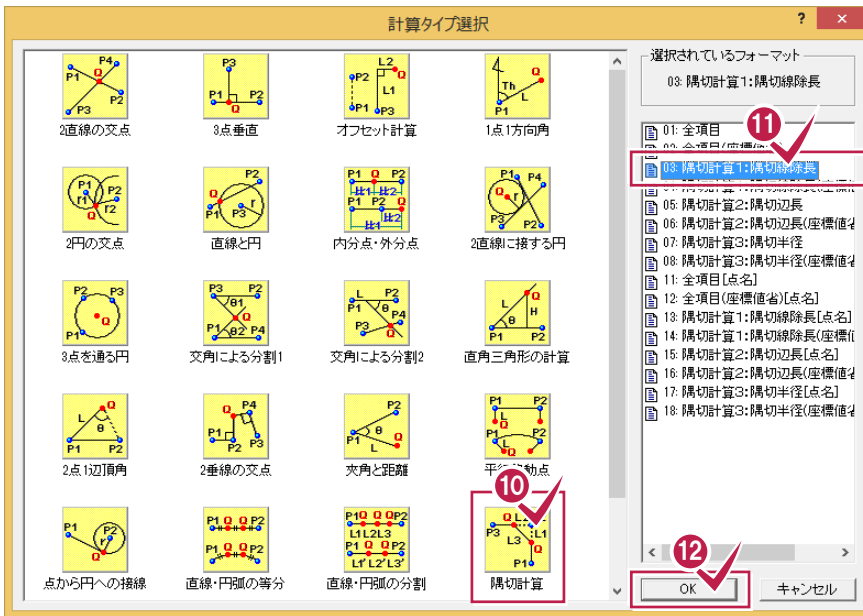 計算タイプ選択
? ×
2直線の交点
3点垂直
オフセット計算
1点1方向角
2円の交点
直線と円
内分点・外分点
2直線に接する円
3点を通る円
交角による分割1
交角による分割2
直角三角形の計算
2点1辺頂角
2垂線の交点
夾角と距離
点から円への接線
直線・円弧の等分
直線・円弧の分割
隅切計算
10
選択されているフォーマット
03: 隅切計算1:隅切線除長
11
01: 全項目
03: 隅切計算1:隅切線除長
05: 隅切計算2:隅切辺長
06: 隅切計算2:隅切辺長(座標値省
07: 隅切計算3:隅切半径
08: 隅切計算3:隅切半径(座標値省
11: 全項目[点名]
12: 全項目(座標値省)[点名]
13: 隅切計算1:隅切線除長[点名]
14: 隅切計算1:隅切線除長(座標値
15: 隅切計算2:隅切辺長[点名]
16: 隅切計算2:隅切辺長(座標値省
17: 隅切計算3:隅切半径[点名]
18: 隅切計算3:隅切半径(座標値省
12
OK
キャンセル